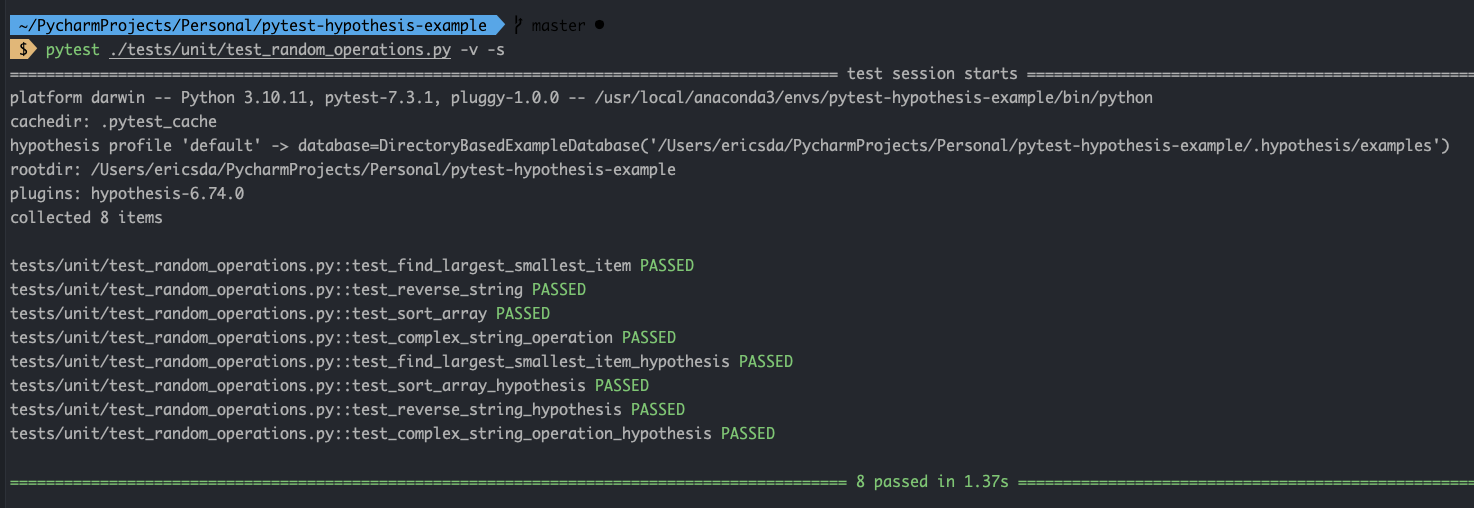 ~/PycharmProjects/Personal/pytest-hypothesis-example master ●
$ pytest ./tests/unit/test_random_operations.py -v -s
============================================================================================ test session starts ==================================================
platform darwin -- Python 3.10.11, pytest-7.3.1, pluggy-1.0.0 -- /usr/local/anaconda3/envs/pytest-hypothesis-example/bin/python
cachedir: .pytest_cache
hypothesis profile 'default' -> database=DirectoryBasedExampleDatabase('/Users/ericsda/PycharmProjects/Personal/pytest-hypothesis-example/.hypothesis/examples')
rootdir: /Users/ericsda/PycharmProjects/Personal/pytest-hypothesis-example
plugins: hypothesis-6.74.0
collected 8 items
tests/unit/test_random_operations.py::test_find_largest_smallest_item PASSED
tests/unit/test_random_operations.py::test_reverse_string PASSED
tests/unit/test_random_operations.py::test_sort_array PASSED
tests/unit/test_random_operations.py::test_complex_string_operation PASSED
tests/unit/test_random_operations.py::test_find_largest_smallest_item_hypothesis PASSED
tests/unit/test_random_operations.py::test_sort_array_hypothesis PASSED
tests/unit/test_random_operations.py::test_reverse_string_hypothesis PASSED
tests/unit/test_random_operations.py::test_complex_string_operation_hypothesis PASSED
============================================================================================= 8 passed in 1.37s ===================================================